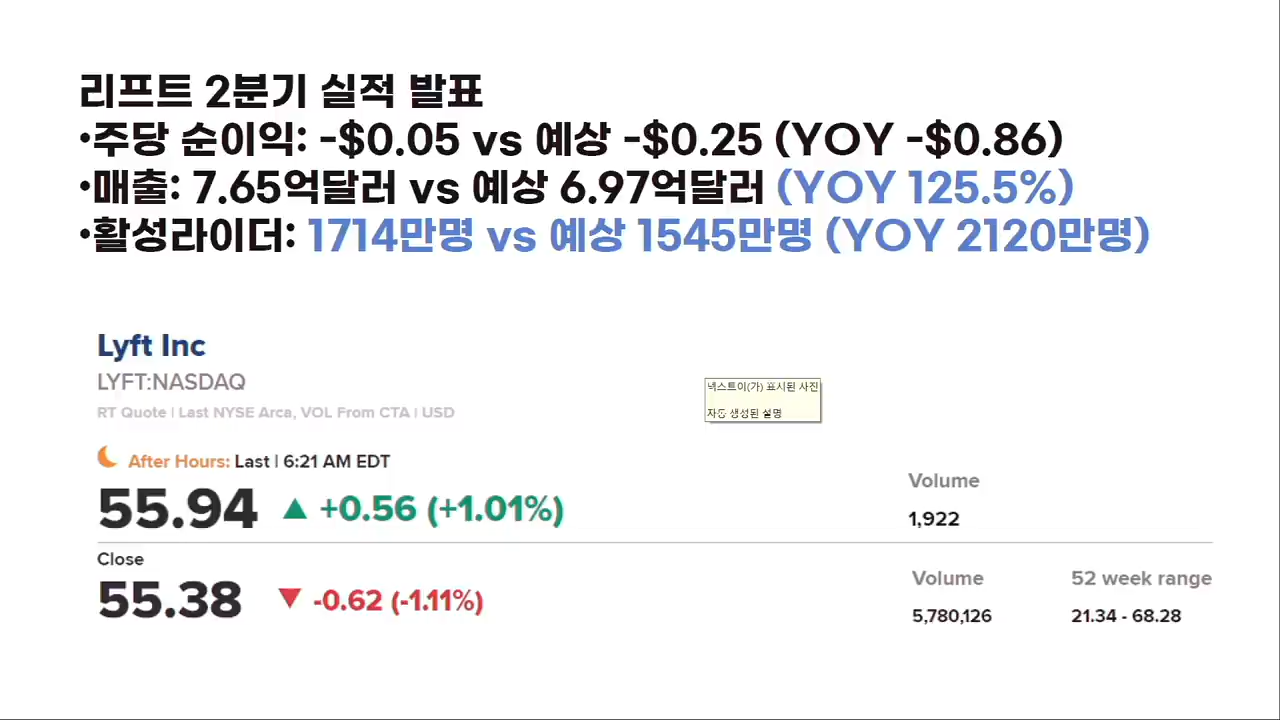 리프트 2분기 실적 발표
•주당 순이익: -$0.05 vs 예상 -$0.25 (YOY -$0.86)
•매출: 7.65억달러 vs 예상 6.97억달러 (YOY 125.5%)
•활성라이더: 1714만명 vs 예상 1545만명 (YOY 2120만명)
Lyft Inc
LYFT:NASDAQ
RT Quote | Last NYSE Arca, VOL From CTA | USD
넥스트이(가) 표시된 사진
자동 생성된 설명
After Hours: Last | 6:21 AM EDT
55.94 ▲ +0.56 (+1.01%)
Volume
1,922
Close
55.38 ▼ -0.62 (-1.11%)
Volume
5,780,126
52 week range
21.34 - 68.28